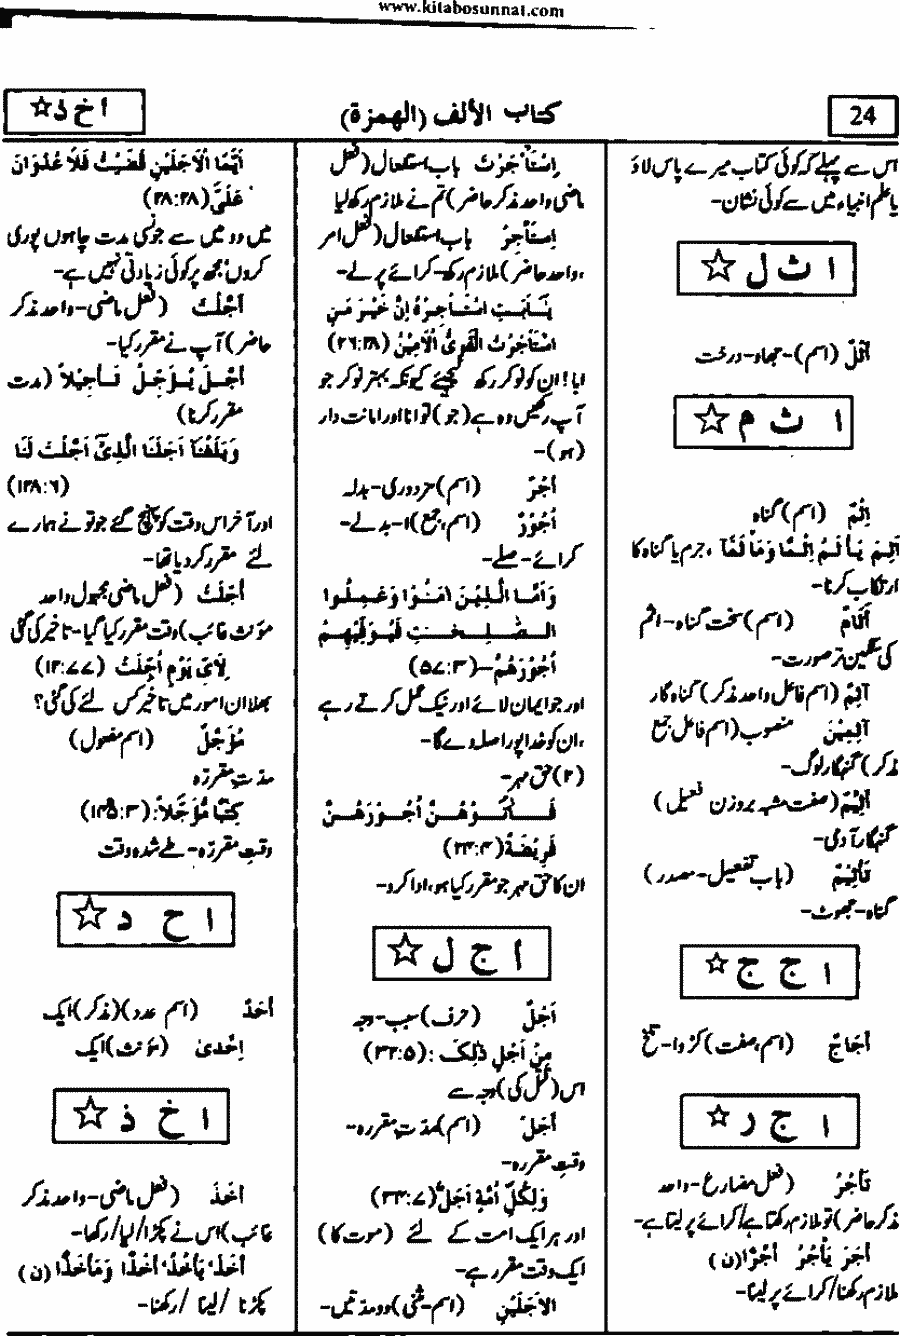 www.kitabosunnat.com
24
كتاب الألف (الهمزة)
ا خ ذ ☆
اس سے پہلے کہ کوئی کتاب میرے پاس لاؤ
یا علم انبیاء میں سے کوئی نشان-
ا ث ل ☆
اَثْلٌ (اسم)-جھاؤ-درخت
ا ث م ☆
اِثْمٌ (اسم) گناہ
اَثِمَ يَأْثَمُ اِثْمًا وَمَأْثَمًا، جرم یا گناہ کا
ارتکاب کرنا-
اَثَامٌ (اسم) سخت گناہ-اثم
کی سنگین تر صورت-
آثِمٌ (اسم فاعل واحد مذکر) گناہ گار
آثِمِيْنَ منصوب (اسم فاعل جمع
مذکر) گنہگار لوگ-
اَثِيْمٌ (صفت مشبہ بروزن فعیل)
گنہگار آدمی-
تَأْثِيْمٌ (باب تفعیل-مصدر)
گناہ-جھوٹ-
ا ج ج ☆
اُجَاجٌ (اسم، صفت) کڑوا-تلخ
ا ج ر ☆
تَأْجُرُ (فعل مضارع-واحد
مذکر حاضر) تو ملازم رکھتا ہے/کرائے پر لیتا ہے-
اَجَرَ يَأْجُرُ اَجْرًا (ن)
ملازم رکھنا/کرائے پر لینا-
اِسْتَأْجَرْتَ باب استفعال (فعل
ماضی واحد مذکر حاضر) تم نے ملازم رکھ لیا
اِسْتَأْجِرْ باب استفعال (فعل امر
،واحد حاضر) ملازم رکھ-کرائے پر لے-
يٰٓاَبَتِ اسْتَأْجِرْهُ اِنَّ خَيْرَ مَنِ
اسْتَأْجَرْتَ الْقَوِيُّ الْاَمِيْنُ (۲۶:۲۸)
ابا! ان کو نوکر رکھ لیجئے کیونکہ بہتر نوکر جو
آپ رکھیں وہ ہے (جو) توانا اور امانت دار
(ہو)-
اَجْرٌ (اسم) مزدوری-بدلہ
اُجُوْرٌ (اسم، جمع) ا-بدلے-
کرائے-صلے-
وَاَمَّا الَّذِيْنَ اٰمَنُوْا وَعَمِلُوا
الصّٰلِحٰتِ فَيُوَفِّيْهِمْ
اُجُوْرَهُمْ-(۵۷:۳)
اور جو ایمان لائے اور نیک عمل کرتے رہے
،ان کو خدا پورا صلہ دے گا-
(۲) حق مہر-
فَاٰتُوْهُنَّ اُجُوْرَهُنَّ
فَرِيْضَةً (۲۴:۴)
ان کا حق مہر جو مقرر کیا ہو، ادا کرو-
ا ج ل ☆
اَجْلٌ (حرف) سبب-وجہ
مِنْ اَجْلِ ذٰلِكَ: (۳۲:۵)
اس (قتل کی) وجہ سے
اَجَلٌ (اسم) مدتِ مقررہ-
وقتِ مقررہ-
وَلِكُلِّ اُمَّةٍ اَجَلٌ (۳۴:۷)
اور ہر ایک امت کے لئے (موت کا)
ایک وقت مقرر ہے-
الْاَجَلَيْنِ (اسم-تثنی) دو مدتیں-
اَيَّمَا الْاَجَلَيْنِ قَضَيْتُ فَلَا عُدْوَانَ
عَلَيَّ (۲۸:۲۸)
میں دو میں سے جونسی مدت چاہوں پوری
کروں' مجھ پر کوئی زیادتی نہیں ہے-
اَجَّلْتَ (فعل ماضی-واحد مذکر
حاضر) آپ نے مقرر کیا-
اَجَّلَ يُؤَجِّلُ تَأْجِيْلاً (مدت
مقرر کرنا)
وَبَلَغْنَآ اَجَلَنَا الَّذِيْٓ اَجَّلْتَ لَنَا
(۱۲۸:۶)
اور آخر اس وقت کو پہنچ گئے جو تو نے ہمارے
لئے مقرر کر دیا تھا-
اُجِّلَتْ (فعل ماضی مجہول واحد
مؤنث غائب) وقت مقرر کیا گیا-تاخیر کی گئی
لِاَيِّ يَوْمٍ اُجِّلَتْ (۱۲:۷۷)
بھلا ان امور میں تاخیر کس لئے کی گئی؟
مُؤَجَّلٌ (اسم مفعول)
مدتِ مقررّہ
كِتٰبًا مُّؤَجَّلاً: (۱۴۵:۳)
وقتِ مقررّہ-طے شدہ وقت
ا ح د ☆
اَحَدٌ (اسم عدد) (مذکر) ایک
اِحْدٰى (مؤنث) ایک
ا خ ذ ☆
اَخَذَ (فعل ماضی-واحد مذکر
غائب) اس نے پکڑا/لیا/رکھا-
اَخَذَ يَأْخُذُ اَخْذًا وَمَأْخَذًا (ن)
پکڑنا/لینا/رکھنا-